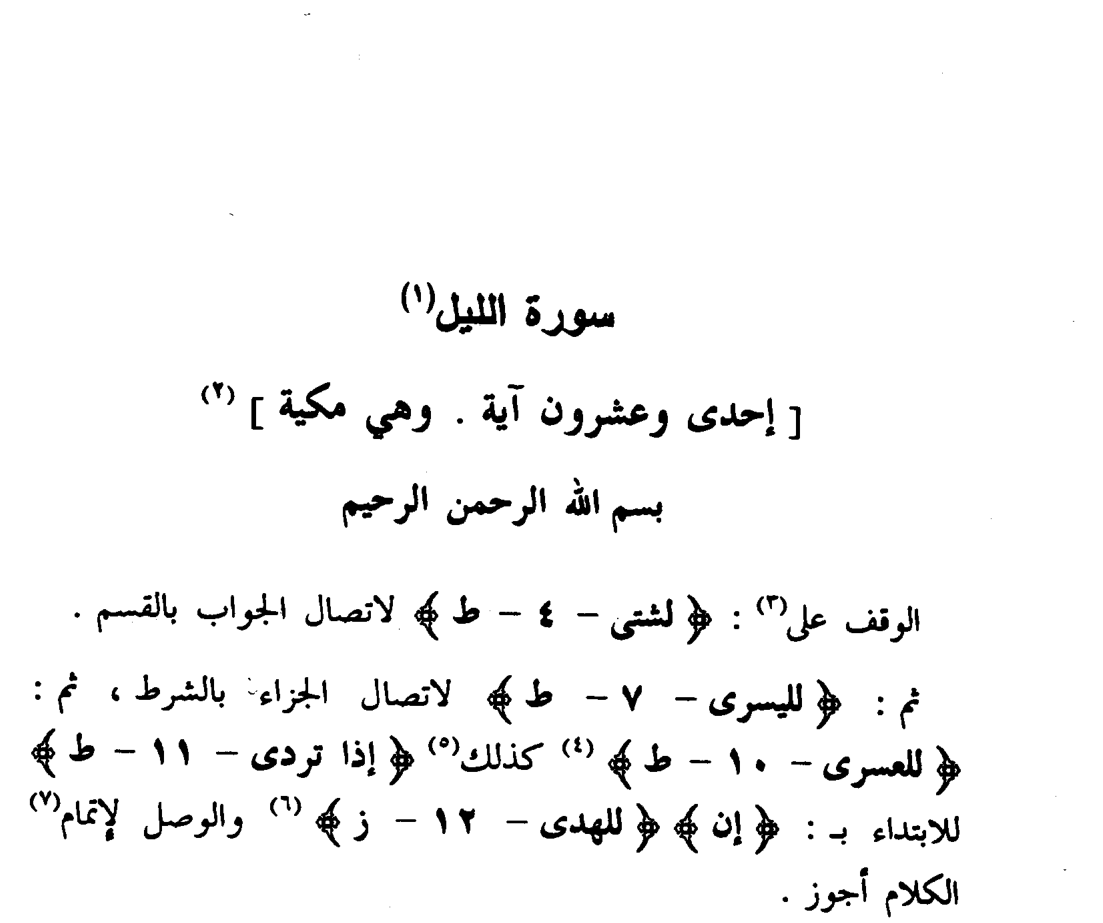 سورة الليل(١)
[ إحدى وعشرون آية . وهي مكية ] (٢)
بسم الله الرحمن الرحيم
الوقف على(٣) : ﴿ لشتى – ٤ – ط ﴾ لاتصال الجواب بالقسم .
ثم : ﴿ لليسرى – ٧ – ط ﴾ لاتصال الجزاء بالشرط ، ثم :
﴿ للعسرى – ١٠ – ط ﴾ (٤) كذلك(٥) ﴿ إذا تردى – ١١ – ط ﴾
للابتداء بـ : ﴿ إن ﴾ ﴿ للهدى – ١٢ – ز ﴾ (٦) والوصل لإتمام(٧)
الكلام أجوز .